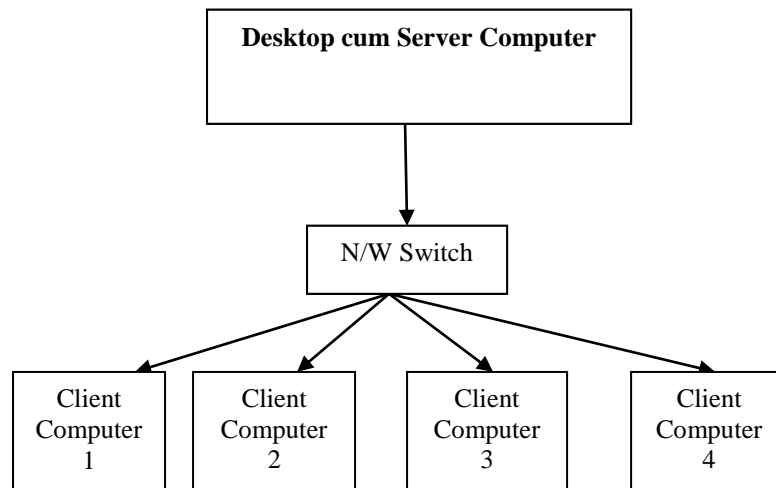 Desktop cum Server Computer
N/W Switch
Client
Computer
1
Client
Computer
2
Client
Computer
3
Client
Computer
4